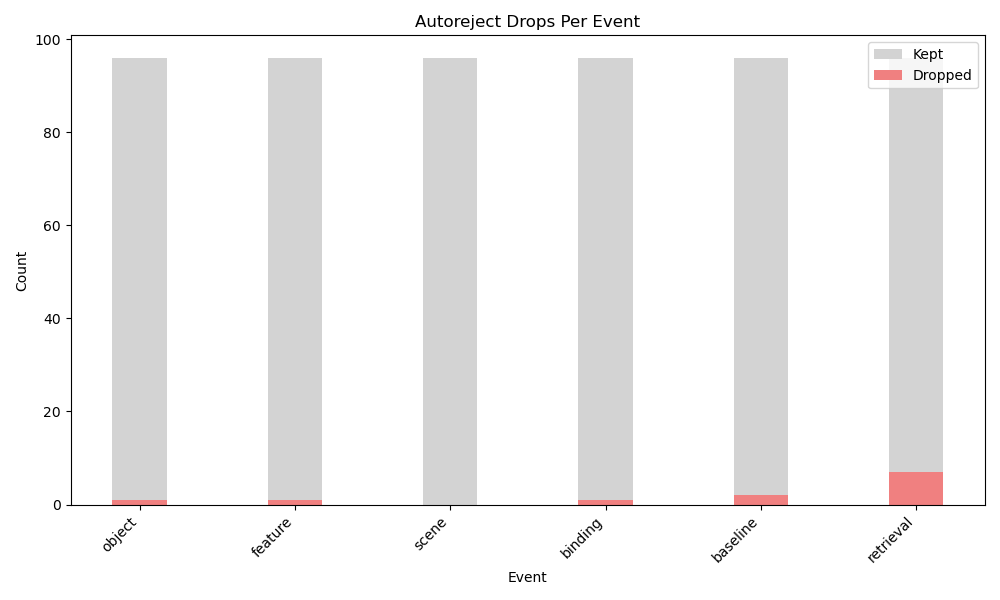 Autoreject Drops Per Event
Kept
Dropped
100
80
60
40
20
0
Count
object
feature
scene
binding
baseline
retrieval
Event